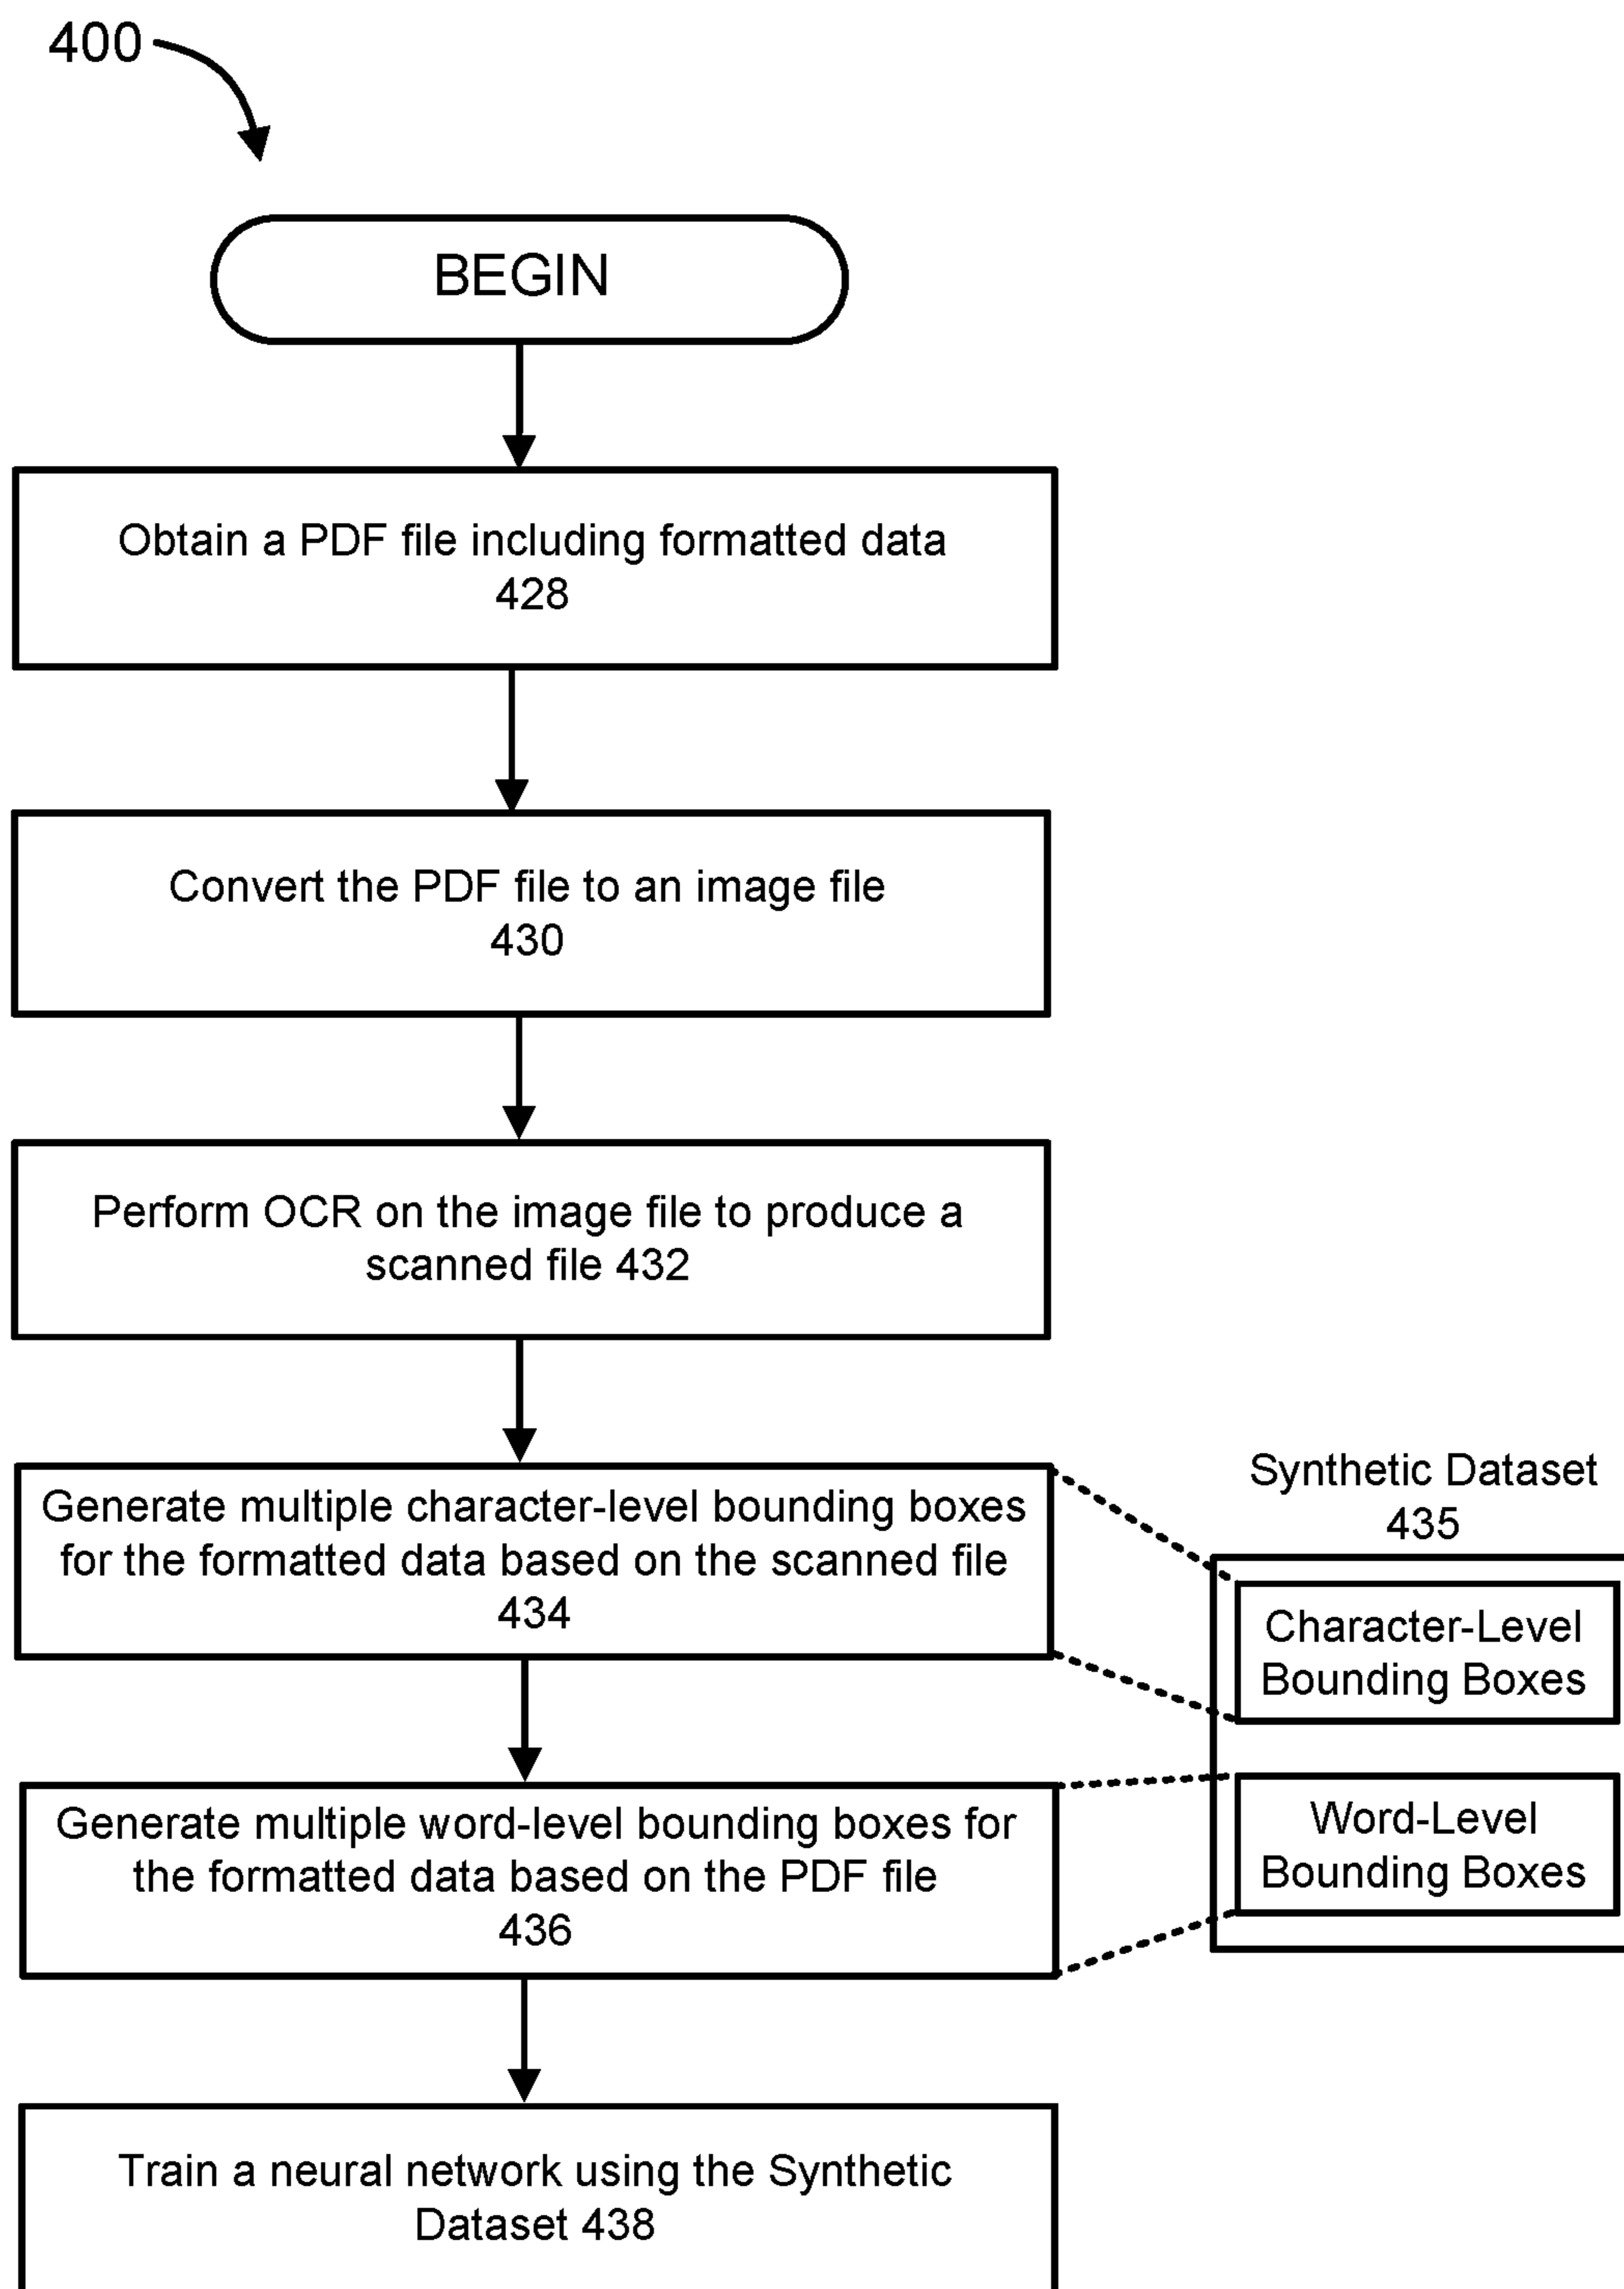 400
BEGIN
Obtain a PDF file including formatted data
428
Convert the PDF file to an image file
430
Perform OCR on the image file to produce a
scanned file 432
Generate multiple character-level bounding boxes
for the formatted data based on the scanned file
434
Synthetic Dataset
435
Character-Level
Bounding Boxes
Generate multiple word-level bounding boxes for
the formatted data based on the PDF file
436
Word-Level
Bounding Boxes
Train a neural network using the Synthetic
Dataset 438